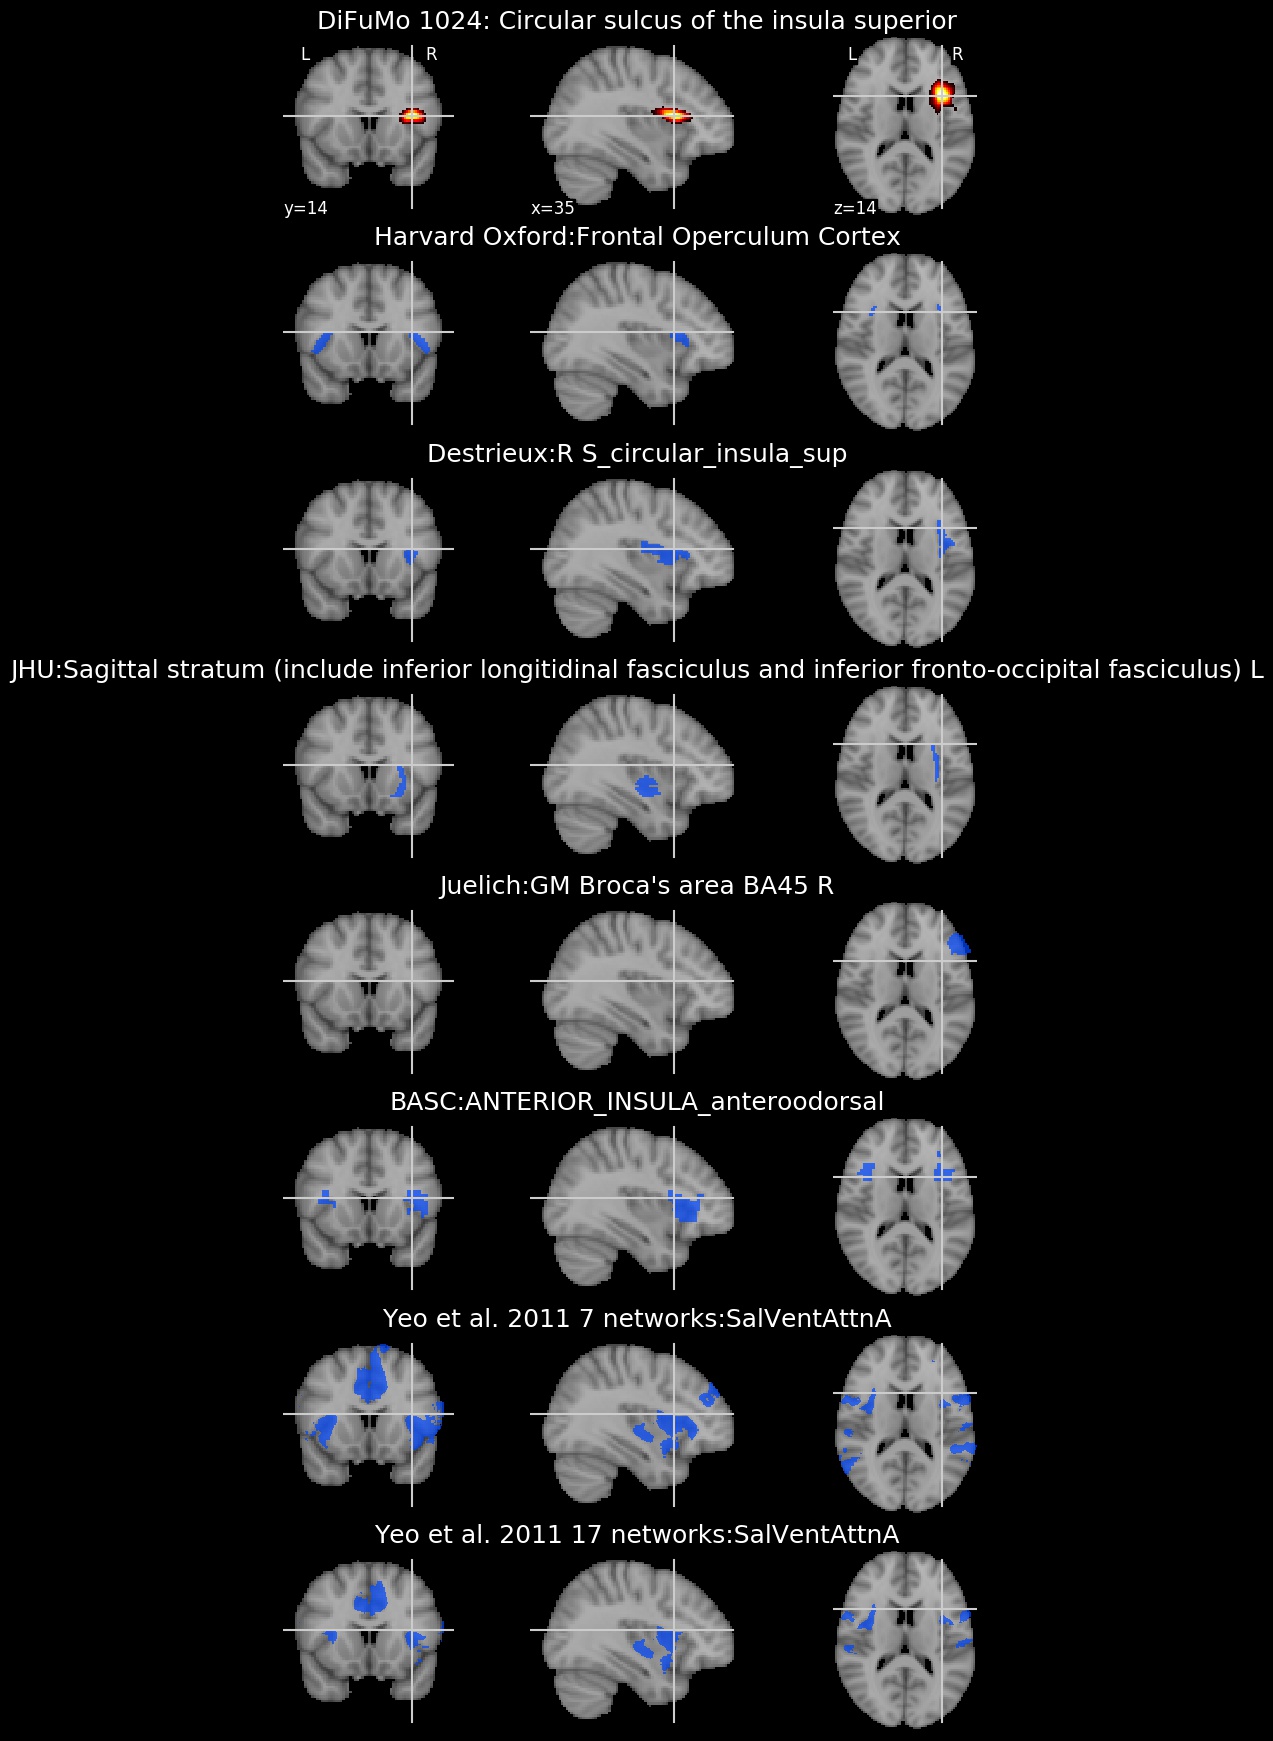 DiFuMo 1024: Circular sulcus of the insula superior
L R L R
y=14 x=35 z=14
Harvard Oxford:Frontal Operculum Cortex
Destrieux:R S_circular_insula_sup
JHU:Sagittal stratum (include inferior longitidinal fasciculus and inferior fronto-occipital fasciculus) L
Juelich:GM Broca's area BA45 R
BASC:ANTERIOR_INSULA_anteroodorsal
Yeo et al. 2011 7 networks:SalVentAttnA
Yeo et al. 2011 17 networks:SalVentAttnA